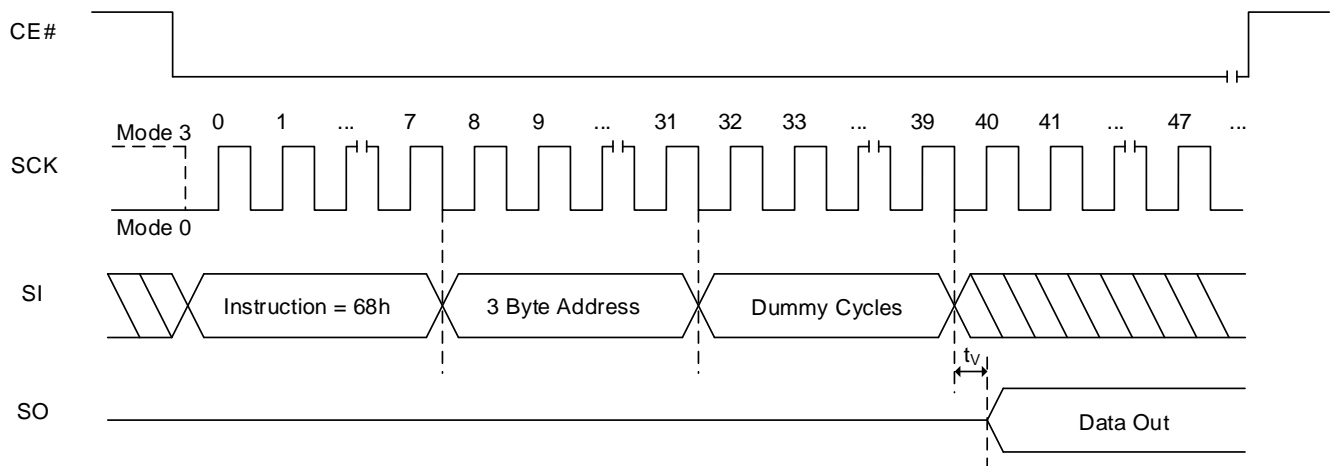 CE#
Mode 3 0 1 ... 7 8 9 ... 31 32 33 ... 39 40 41 ... 47 ...
SCK
Mode 0
SI Instruction = 68h 3 Byte Address Dummy Cycles
tV
SO Data Out